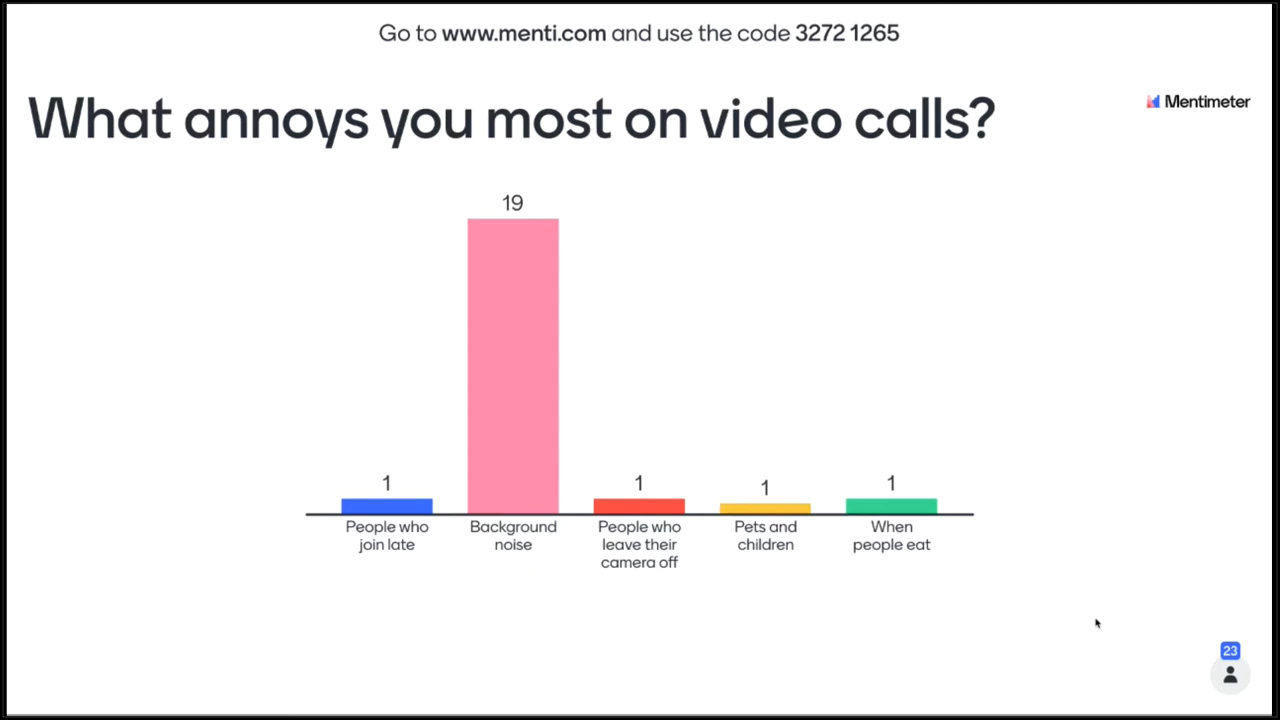 Go to www.menti.com and use the code 3272 1265
What annoys you most on video calls?
Mentimeter
19
1
1
1
1
People who
join late
Background
noise
People who
leave their
camera off
Pets and
children
When
people eat
23